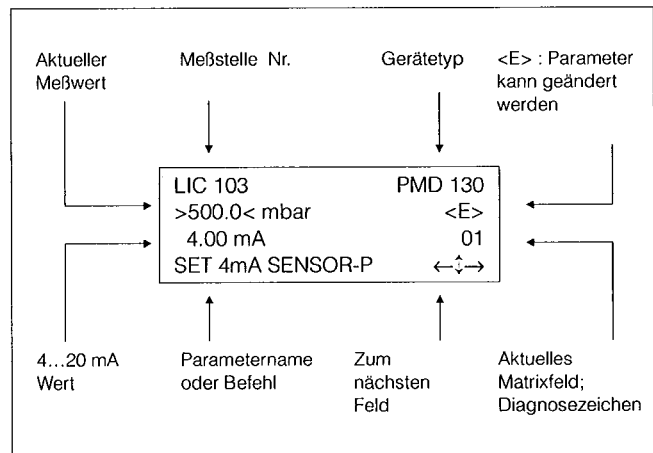 Aktueller
Meßwert
Meßstelle Nr.
Gerätetyp
<E> : Parameter
kann geändert
werden
LIC 103 PMD 130
>500.0< mbar <E>
4.00 mA 01
SET 4mA SENSOR-P ←↕→
4...20 mA
Wert
Parametername
oder Befehl
Zum
nächsten
Feld
Aktuelles
Matrixfeld;
Diagnosezeichen